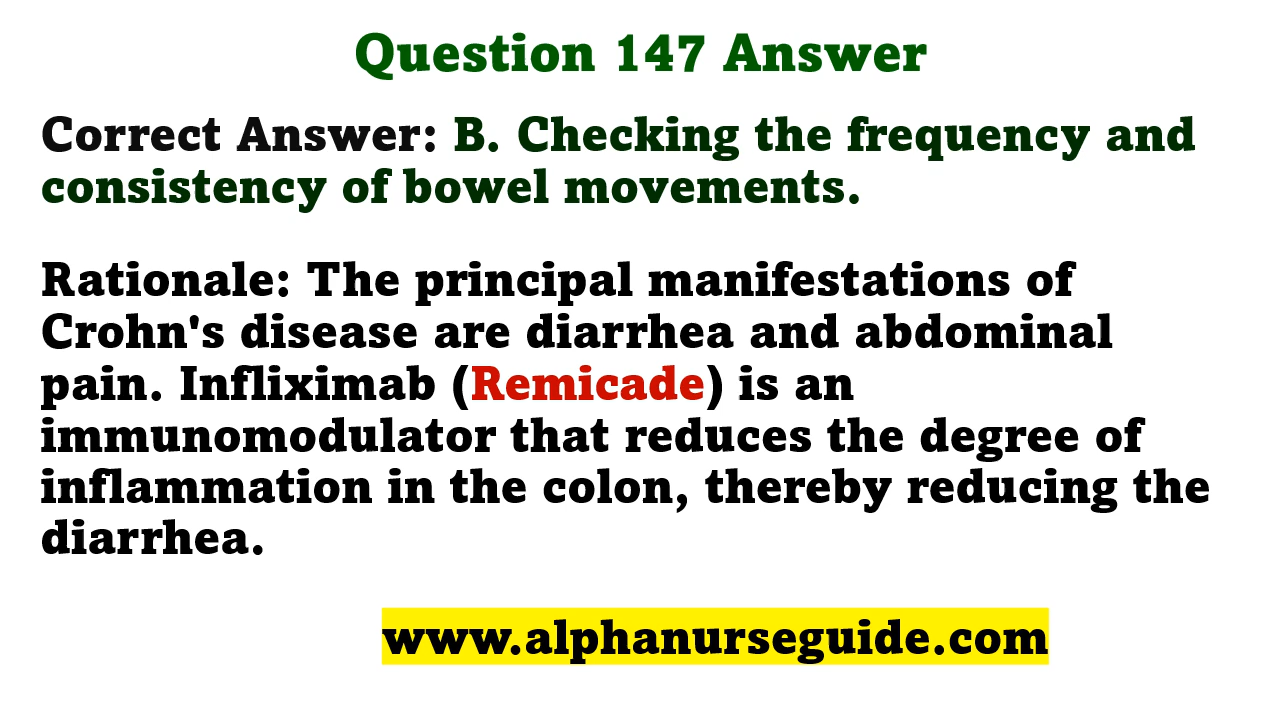 Question 147 Answer
Correct Answer: B. Checking the frequency and
consistency of bowel movements.
Rationale: The principal manifestations of
Crohn's disease are diarrhea and abdominal
pain. Infliximab (Remicade) is an
immunomodulator that reduces the degree of
inflammation in the colon, thereby reducing the
diarrhea.
www.alphanurseguide.com